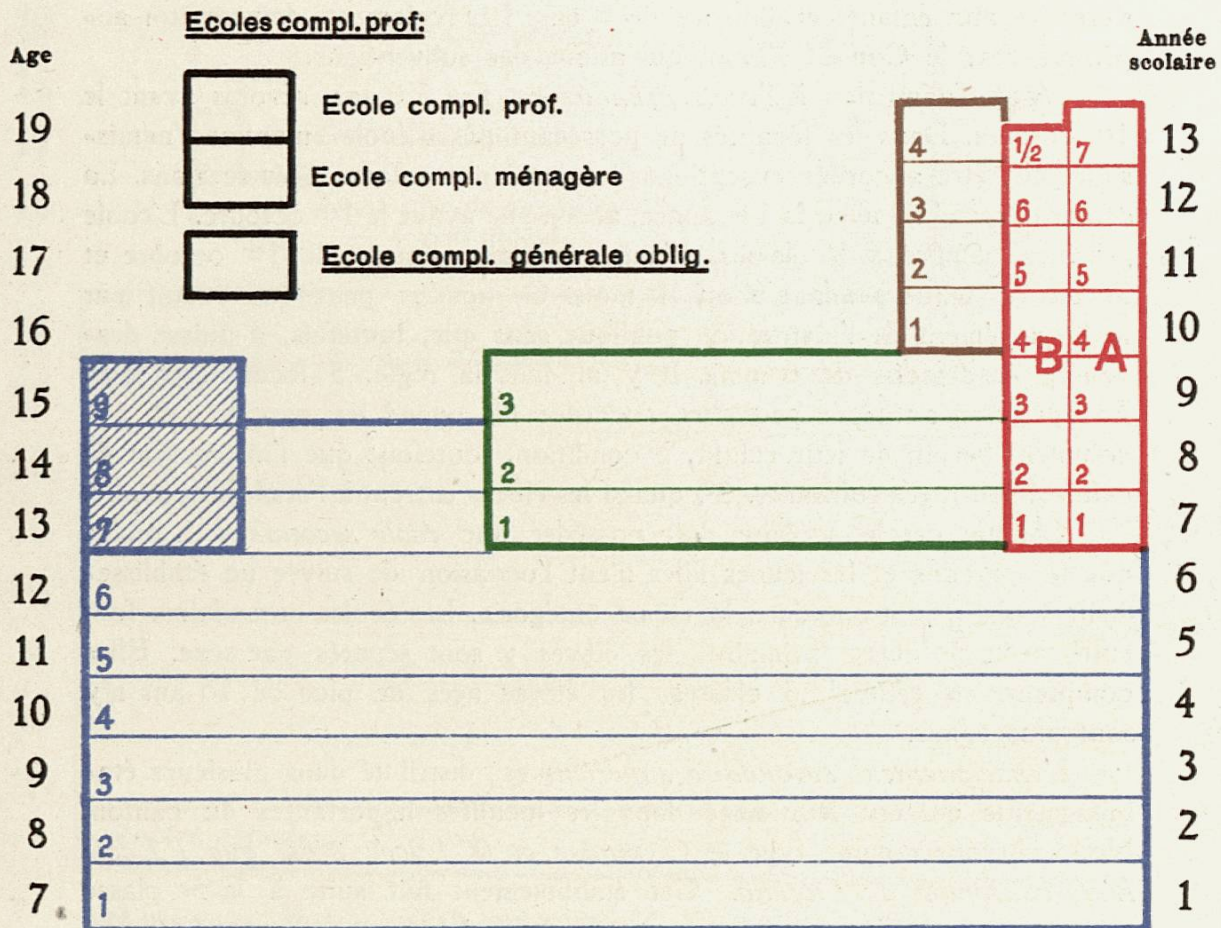 Ecoles compl. prof:
Age
Année
scolaire
Ecole compl. prof.
Ecole compl. ménagère
Ecole compl. générale oblig.
19 4 1/2 7 13
18 3 6 6 12
17 2 5 5 11
16 1 4 4 10
B A
15 9 3 3 3 9
14 8 2 2 2 8
13 7 1 1 1 7
12 6 6
11 5 5
10 4 4
9 3 3
8 2 2
7 1 1